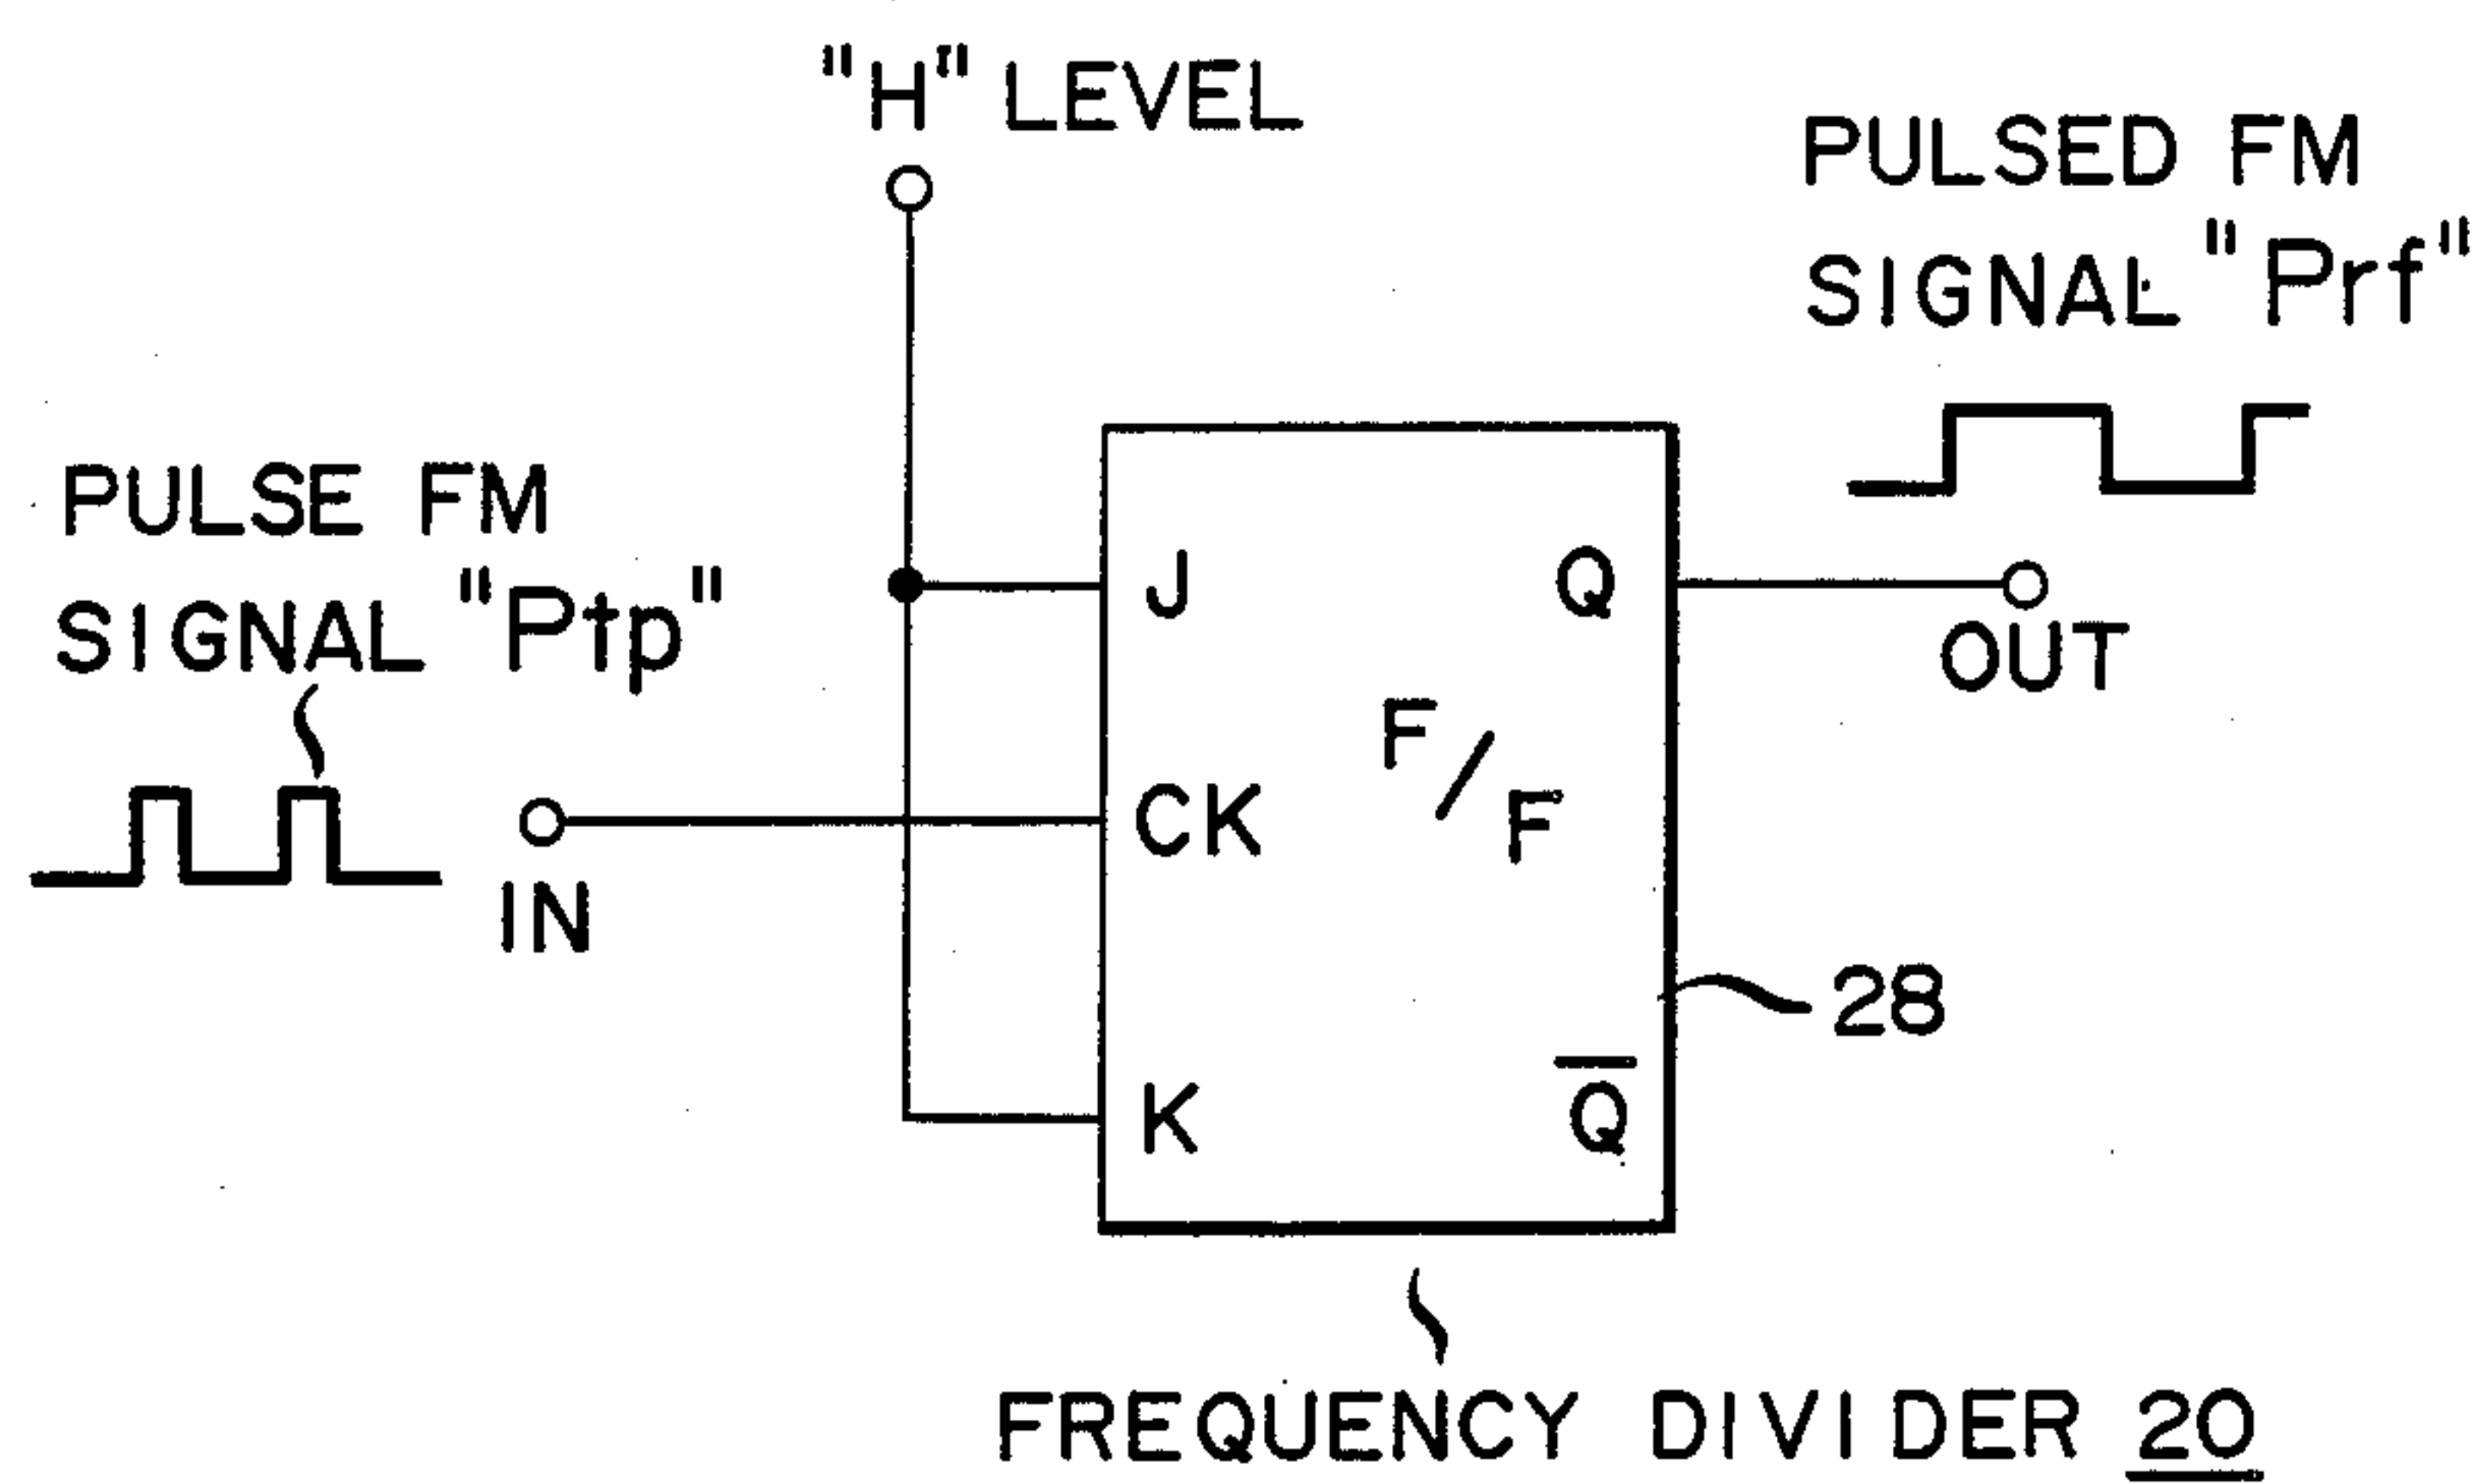 "H" LEVEL
PULSED FM
SIGNAL "Prf"
PULSE FM
SIGNAL "Ptp"
J
Q
OUT
F/F
CK
IN
28
K
Q̅
FREQUENCY DIVIDER 20